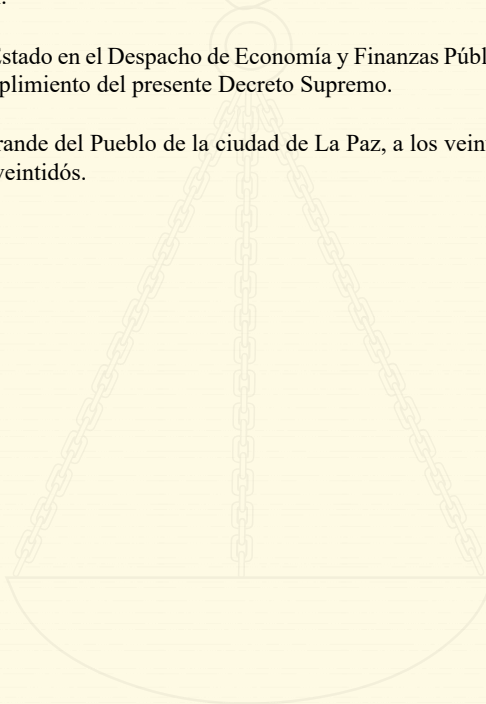 Estado en el Despacho de Economía y Finanzas Públ
plimiento del presente Decreto Supremo.
rande del Pueblo de la ciudad de La Paz, a los vein
veintidós.